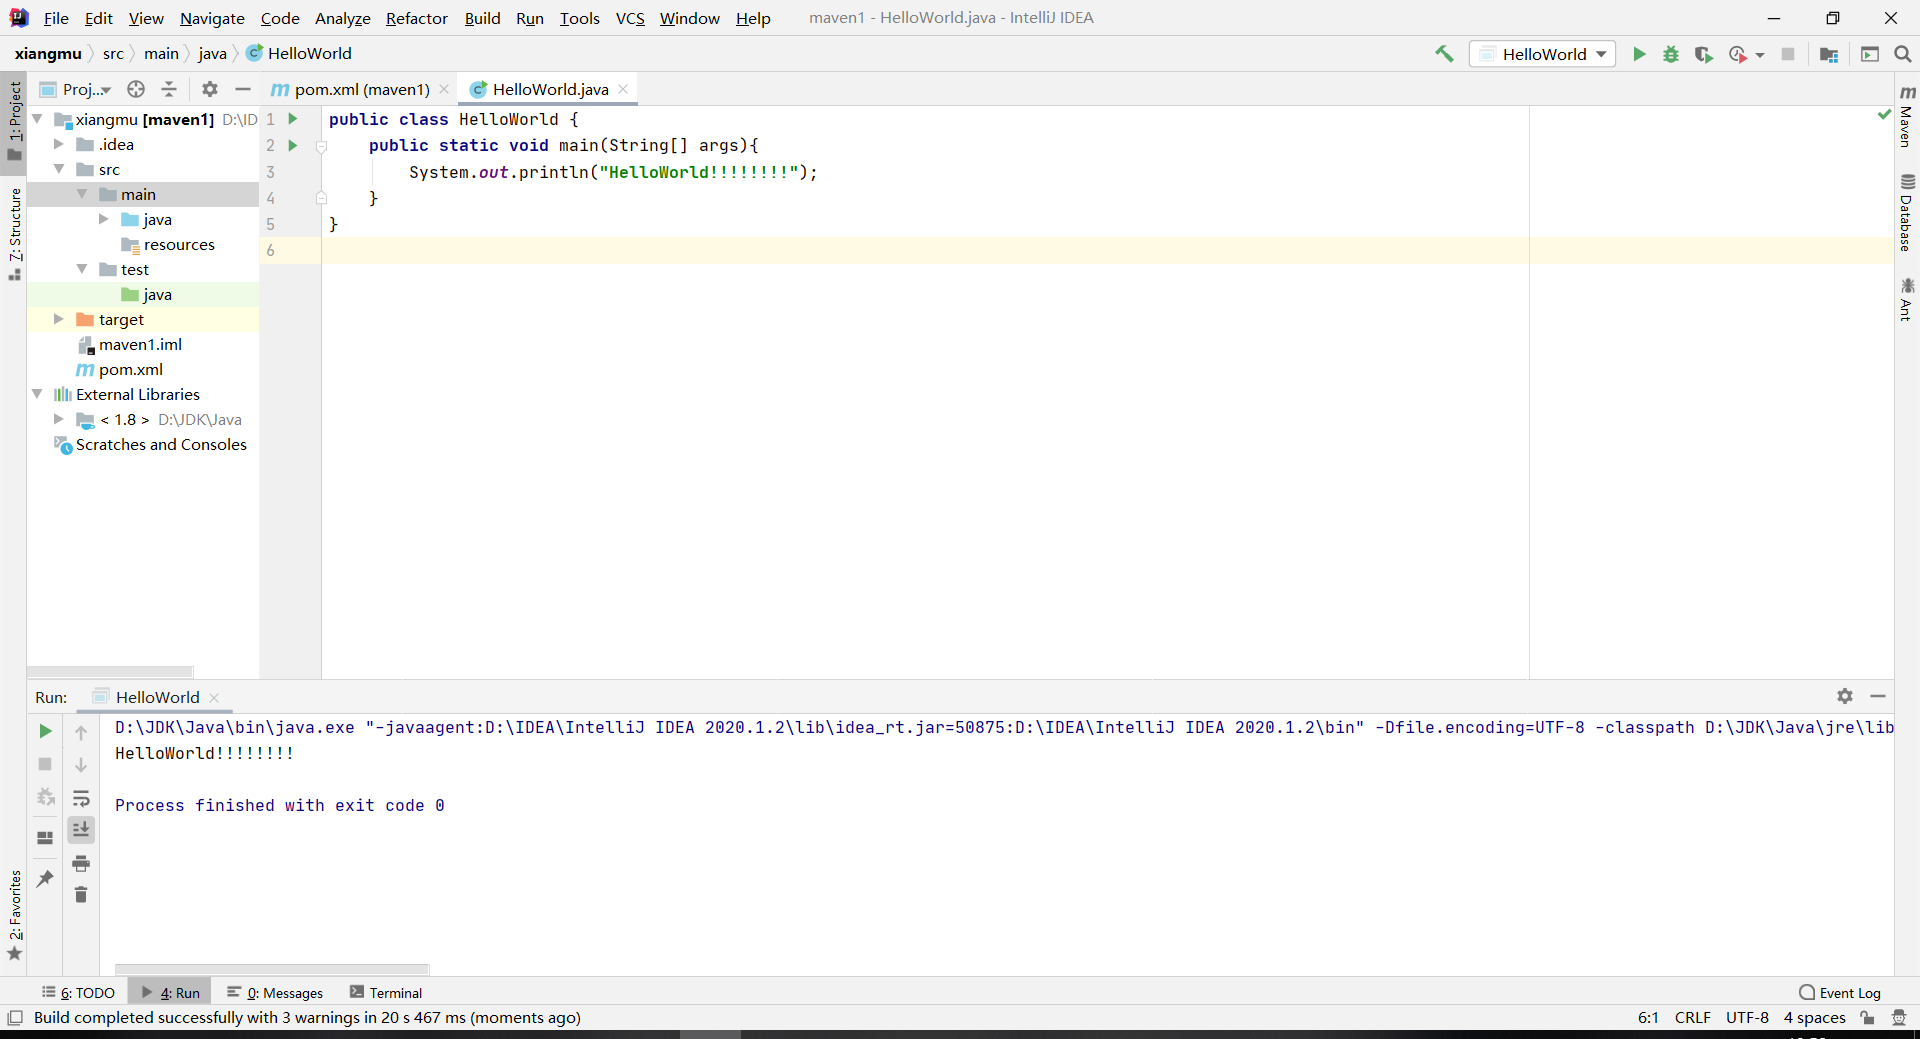 File Edit View Navigate Code Analyze Refactor Build Run Tools VCS Window Help maven1 - HelloWorld.java - IntelliJ IDEA
xiangmu src main java HelloWorld
HelloWorld
1: Project
7: Structure
2: Favorites
Proj...
pom.xml (maven1) HelloWorld.java
xiangmu [maven1] D:\ID
.idea
src
main
java
resources
test
java
target
maven1.iml
pom.xml
External Libraries
< 1.8 > D:\JDK\Java
Scratches and Consoles
1 public class HelloWorld {
2 public static void main(String[] args){
3 System.out.println("HelloWorld!!!!!!!!");
4 }
5 }
6
Maven
Database
Ant
Run: HelloWorld
D:\JDK\Java\bin\java.exe "-javaagent:D:\IDEA\IntelliJ IDEA 2020.1.2\lib\idea_rt.jar=50875:D:\IDEA\IntelliJ IDEA 2020.1.2\bin" -Dfile.encoding=UTF-8 -classpath D:\JDK\Java\jre\lib
HelloWorld!!!!!!!!
Process finished with exit code 0
6: TODO 4: Run 0: Messages Terminal Event Log
Build completed successfully with 3 warnings in 20 s 467 ms (moments ago) 6:1 CRLF UTF-8 4 spaces